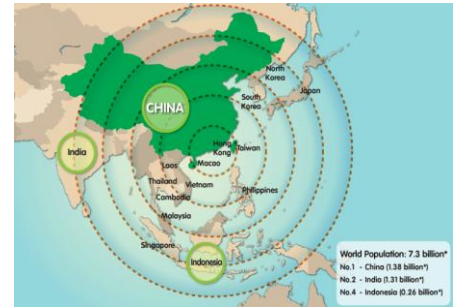 North
Korea
Japan
South
Korea
CHINA
Hong
Kong
Taiwan
Macao
India
Laos
Thailand
Vietnam
Cambodia
Philippines
Malaysia
Singapore
Indonesia
World Population: 7.3 billion*
No.1 - China (1.38 billion*)
No.2 - India (1.31 billion*)
No.4 - Indonesia (0.26 billion*)